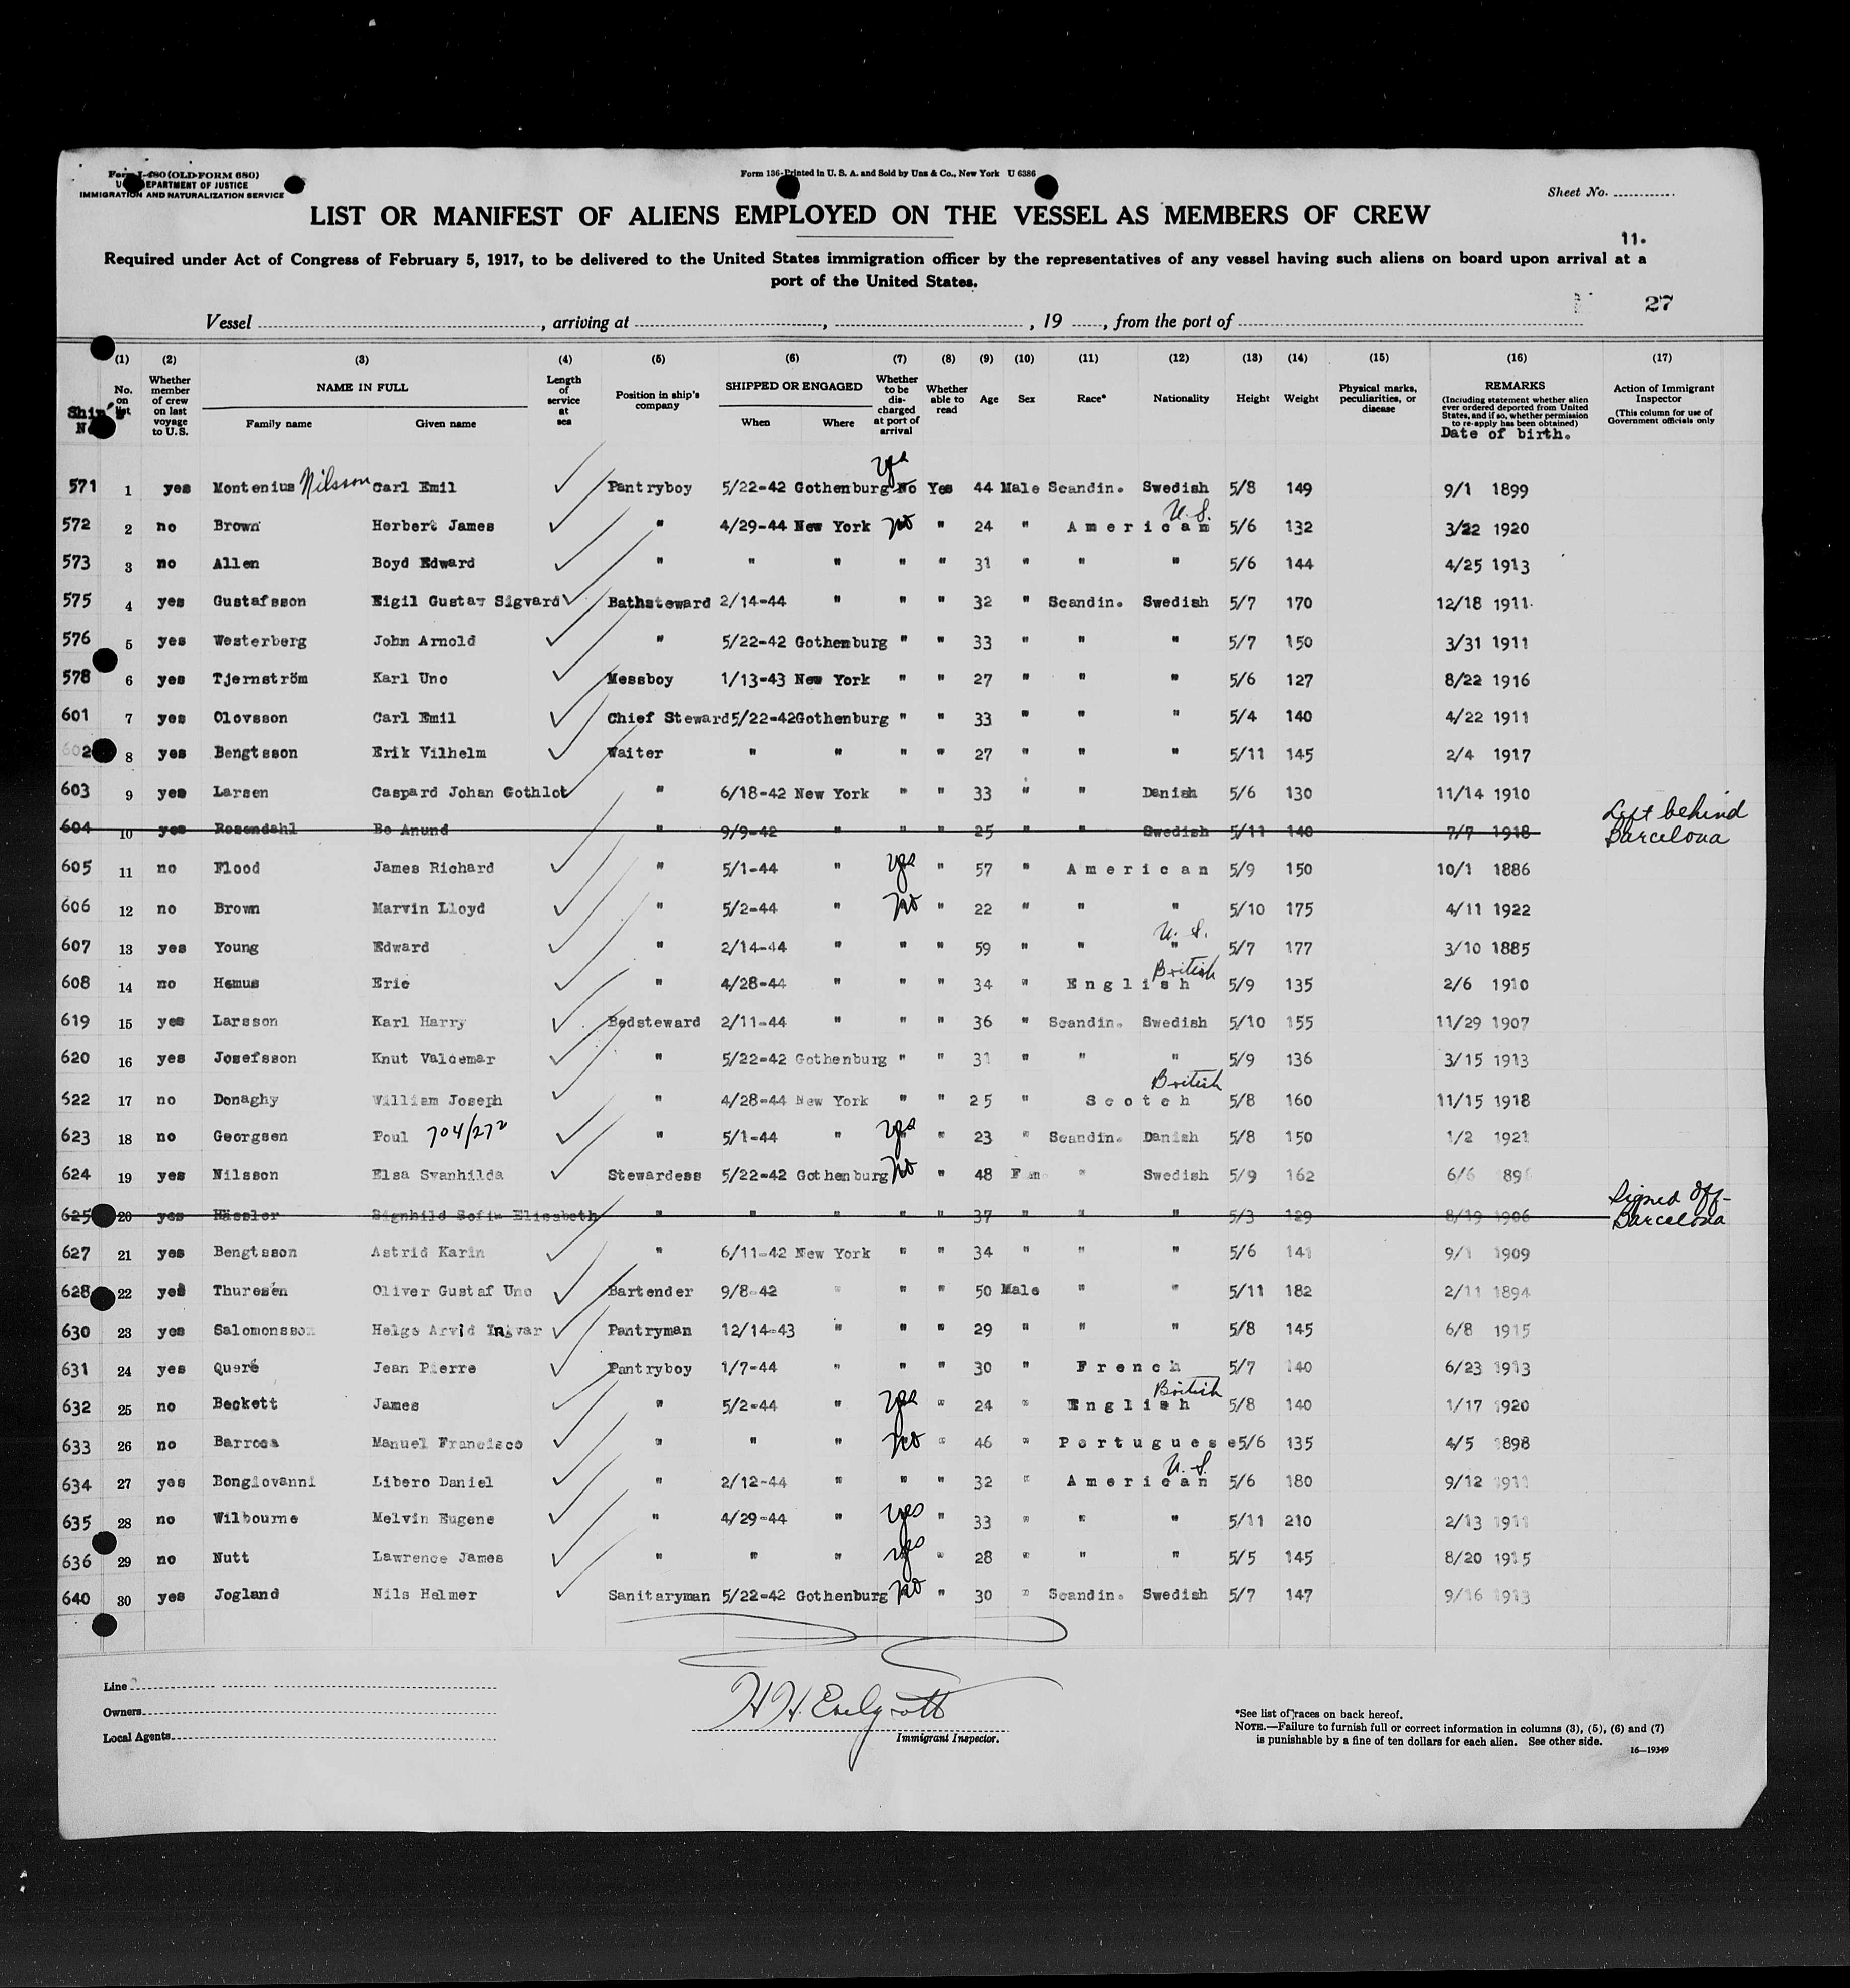 Form I-480 (OLD FORM 680)
U. S. DEPARTMENT OF JUSTICE
IMMIGRATION AND NATURALIZATION SERVICE
Form 136-Printed in U. S. A. and Sold by Unz & Co., New York U 6386
Sheet No.
LIST OR MANIFEST OF ALIENS EMPLOYED ON THE VESSEL AS MEMBERS OF CREW
11.
Required under Act of Congress of February 5, 1917, to be delivered to the United States immigration officer by the representatives of any vessel having such aliens on board upon arrival at a
port of the United States.
27
Vessel , arriving at , , 19 , from the port of
(1) (2) (3) (4) (5) (6) (7) (8) (9) (10) (11) (12) (13) (14) (15) (16) (17)
Ship's No.
No. on list
Whether member of crew on last voyage to U.S.
NAME IN FULL
Family name Given name
Length of service at sea
Position in ship's company
SHIPPED OR ENGAGED
When Where
Whether to be discharged at port of arrival
Whether able to read
Age
Sex
Race*
Nationality
Height
Weight
Physical marks, peculiarities, or disease
REMARKS
(Including statement whether alien ever ordered deported from United States, and if so, whether permission to re-apply has been obtained)
Date of birth.
Action of Immigrant Inspector
(This column for use of Government officials only)
571 1 yes Montenius Nilsson Carl Emil ✓ Pantryboy 5/22-42 Gothenburg No yes Yes 44 Male Scandin. Swedish 5/8 149 9/1 1899
572 2 no Brown Herbert James ✓ " 4/29-44 New York no " 24 " American U.S. 5/6 132 3/22 1920
573 3 no Allen Boyd Edward ✓ " " " " " 31 " " " 5/6 144 4/25 1913
575 4 yes Gustafsson Eigil Gustav Sigvard ✓ Bathsteward 2/14-44 " " " 32 " Scandin. Swedish 5/7 170 12/18 1911.
576 5 yes Westerberg John Arnold ✓ " 5/22-42 Gothenburg " " 33 " " " 5/7 150 3/31 1911
578 6 yes Tjernström Karl Uno ✓ Messboy 1/13-43 New York " " 27 " " " 5/6 127 8/22 1916
601 7 yes Olovsson Carl Emil ✓ Chief Steward 5/22-42 Gothenburg " " 33 " " " 5/4 140 4/22 1911
602 8 yes Bengtsson Erik Vilhelm ✓ Waiter " " " " 27 " " " 5/11 145 2/4 1917
603 9 yes Larsen Caspard Johan Gothlot ✓ " 6/18-42 New York " " 33 " " Danish 5/6 130 11/14 1910
604 10 yes Rosendahl Bo Anund " 9/9-42 " " " 25 " " Swedish 5/11 140 7/7 1918 Left behind Barcelona
605 11 no Flood James Richard ✓ " 5/1-44 " yes " 57 " American 5/9 150 10/1 1886
606 12 no Brown Marvin Lloyd ✓ " 5/2-44 " no " 22 " " " 5/10 175 4/11 1922
607 13 yes Young Edward ✓ " 2/14-44 " " " 59 " " " U.S. 5/7 177 3/10 1885
608 14 no Hemus Eric ✓ " 4/28-44 " " " 34 " English British 5/9 135 2/6 1910
619 15 yes Larsson Karl Harry ✓ Bedsteward 2/11-44 " " " 36 " Scandin. Swedish 5/10 155 11/29 1907
620 16 yes Josefsson Knut Valdemar ✓ " 5/22-42 Gothenburg " " 31 " " " 5/9 136 3/15 1913
622 17 no Donaghy William Joseph ✓ " 4/28-44 New York " " 25 " Scotch British 5/8 160 11/15 1918
623 18 no Georgsen Poul 704/272 ✓ " 5/1-44 " yes " 23 " Scandin. Danish 5/8 150 1/2 1921
624 19 yes Nilsson Elsa Svanhilda ✓ Stewardess 5/22-42 Gothenburg no " 48 Fem " Swedish 5/9 162 6/6
625 20 yes Hässler Signhild Sofia Elisabeth " " " " " 37 " " " 5/3 129 8/19 1906 Signed off- Barcelona
627 21 yes Bengtsson Astrid Karin ✓ " 6/11-42 New York " " 34 " " " 5/6 141 9/1 1909
628 22 yes Thuresén Oliver Gustaf Uno ✓ Bartender 9/8-42 " " " 50 Male " " 5/11 182 2/11 1894
630 23 yes Salomonsson Helge Arvid Ingvar ✓ Pantryman 12/14-43 " " " 29 " " " 5/8 145 6/8 1915
631 24 yes Queré Jean Pierre ✓ Pantryboy 1/7-44 " " " 30 " French 5/7 140 6/23 1913
632 25 no Beckett James ✓ " 5/2-44 " yes " 24 " English British 5/8 140 1/17 1920
633 26 no Barrosa Manuel Francisco ✓ " " " no " 46 " Portuguese 5/6 135 4/5 1898
634 27 yes Bongiovanni Libero Daniel ✓ " 2/12-44 " " " 32 " American U.S. 5/6 180 9/12 1911
635 28 no Wilbourne Melvin Eugene ✓ " 4/29-44 " yes 33 " " " 5/11 210 2/13 1911
636 29 no Nutt Lawrence James ✓ " " " yes " 28 " " " 5/5 145 8/20 1915
640 30 yes Jogland Nils Helmer ✓ Sanitaryman 5/22-42 Gothenburg no " 30 " Scandin. Swedish 5/7 147 9/16 1913
Line
Owners
Local Agents
Immigrant Inspector.
*See list of races on back hereof.
NOTE.—Failure to furnish full or correct information in columns (3), (5), (6) and (7)
is punishable by a fine of ten dollars for each alien. See other side.
16—19349